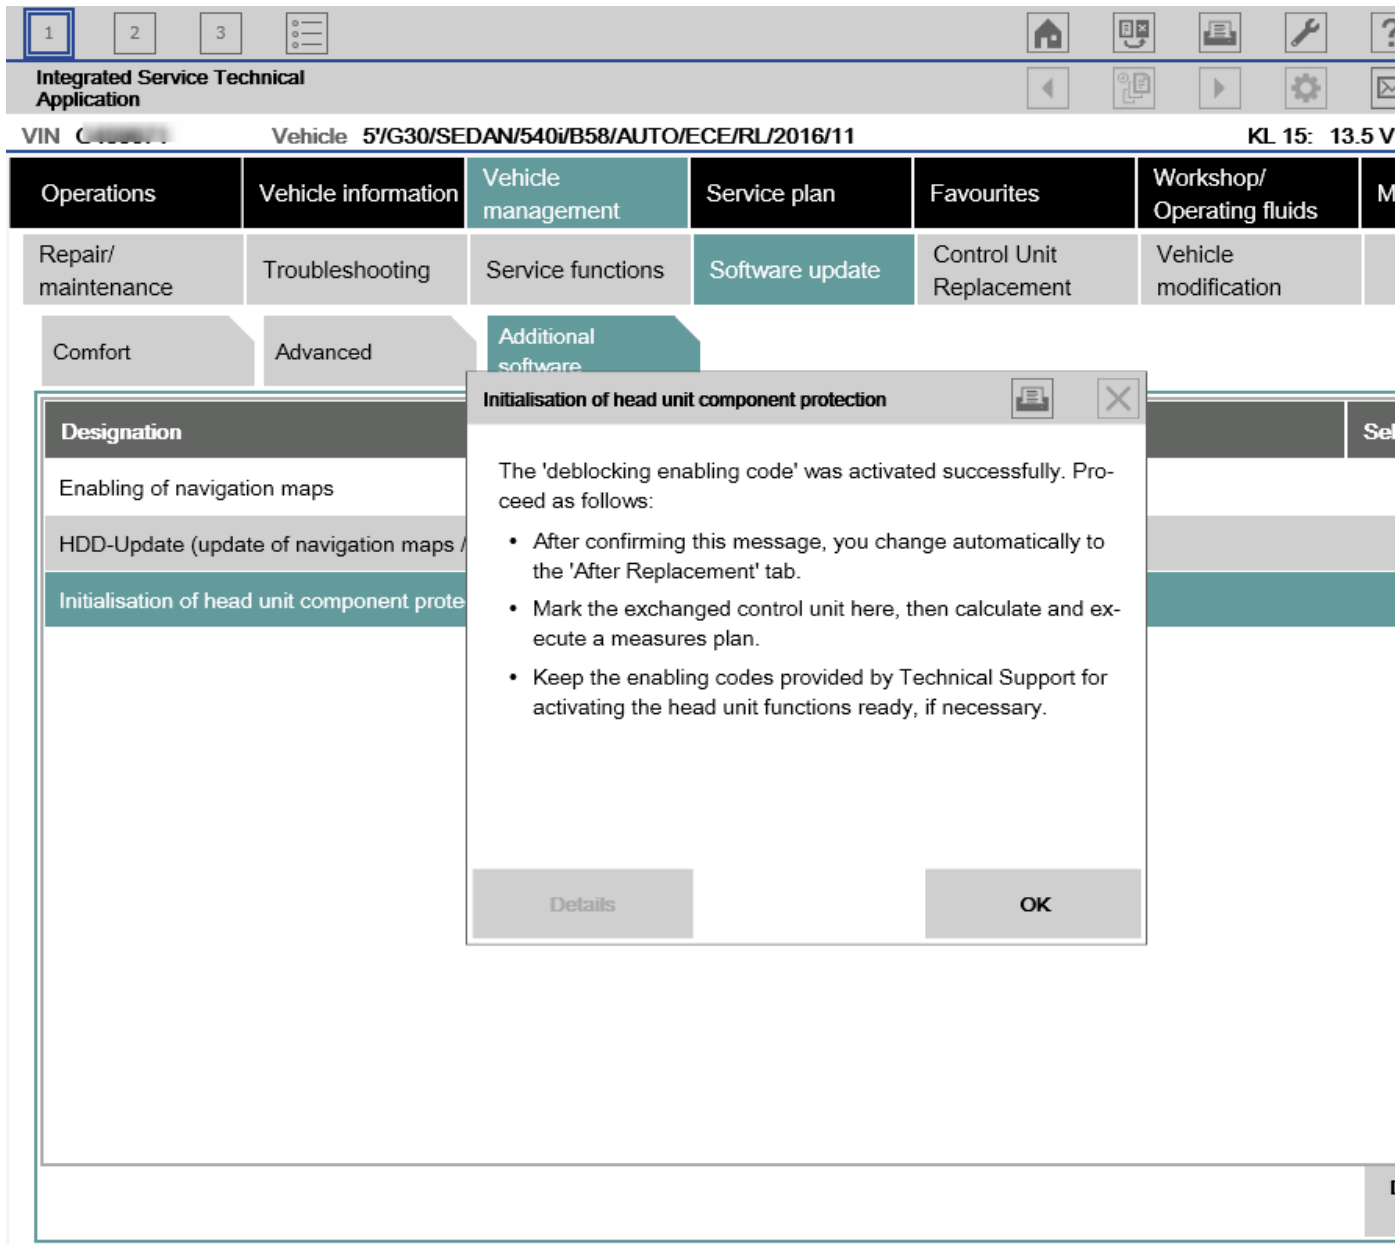 1 2 3
Integrated Service Technical
Application
VIN Vehicle 5'/G30/SEDAN/540i/B58/AUTO/ECE/RL/2016/11 KL 15: 13.5 V
Operations Vehicle information Vehicle management Service plan Favourites Workshop/ Operating fluids M
Repair/ maintenance Troubleshooting Service functions Software update Control Unit Replacement Vehicle modification
Comfort Advanced Additional software
Initialisation of head unit component protection
Designation Sel
Enabling of navigation maps
HDD-Update (update of navigation maps /
Initialisation of head unit component prote
The 'deblocking enabling code' was activated successfully. Pro-
ceed as follows:
• After confirming this message, you change automatically to
the 'After Replacement' tab.
• Mark the exchanged control unit here, then calculate and ex-
ecute a measures plan.
• Keep the enabling codes provided by Technical Support for
activating the head unit functions ready, if necessary.
Details OK